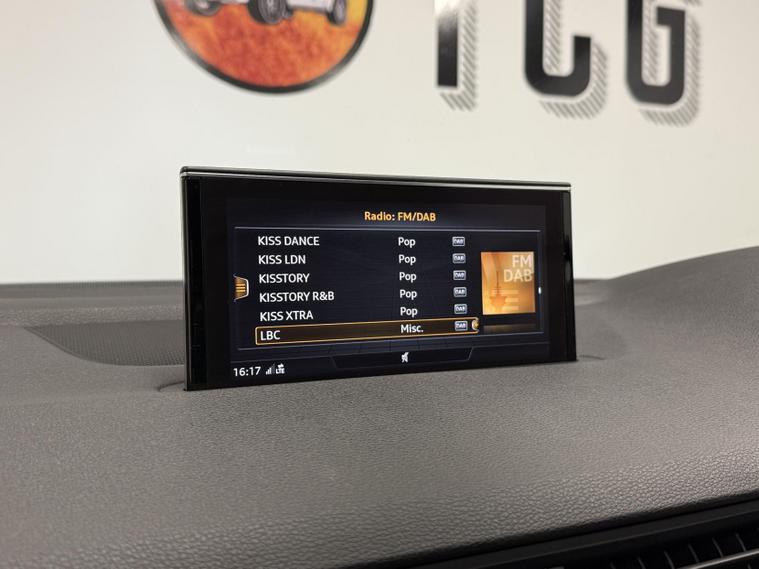 TCG
Radio: FM/DAB
KISS DANCE Pop DAB
KISS LDN Pop DAB
KISSTORY Pop DAB
KISSTORY R&B Pop DAB
KISS XTRA Pop DAB
LBC Misc. DAB
FM
DAB
16:17 LTE